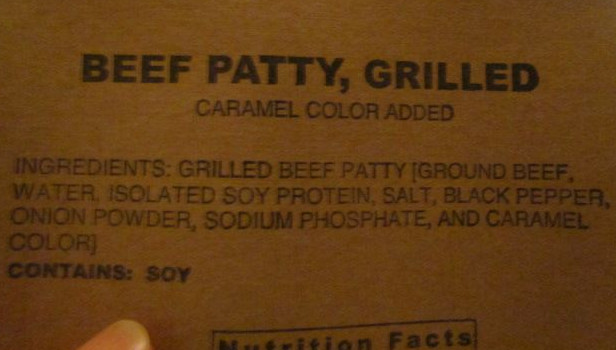 BEEF PATTY, GRILLED
CARAMEL COLOR ADDED
INGREDIENTS: GRILLED BEEF PATTY [GROUND BEEF,
WATER, ISOLATED SOY PROTEIN, SALT, BLACK PEPPER,
ONION POWDER, SODIUM PHOSPHATE, AND CARAMEL
COLOR]
CONTAINS: SOY
Nutrition Facts